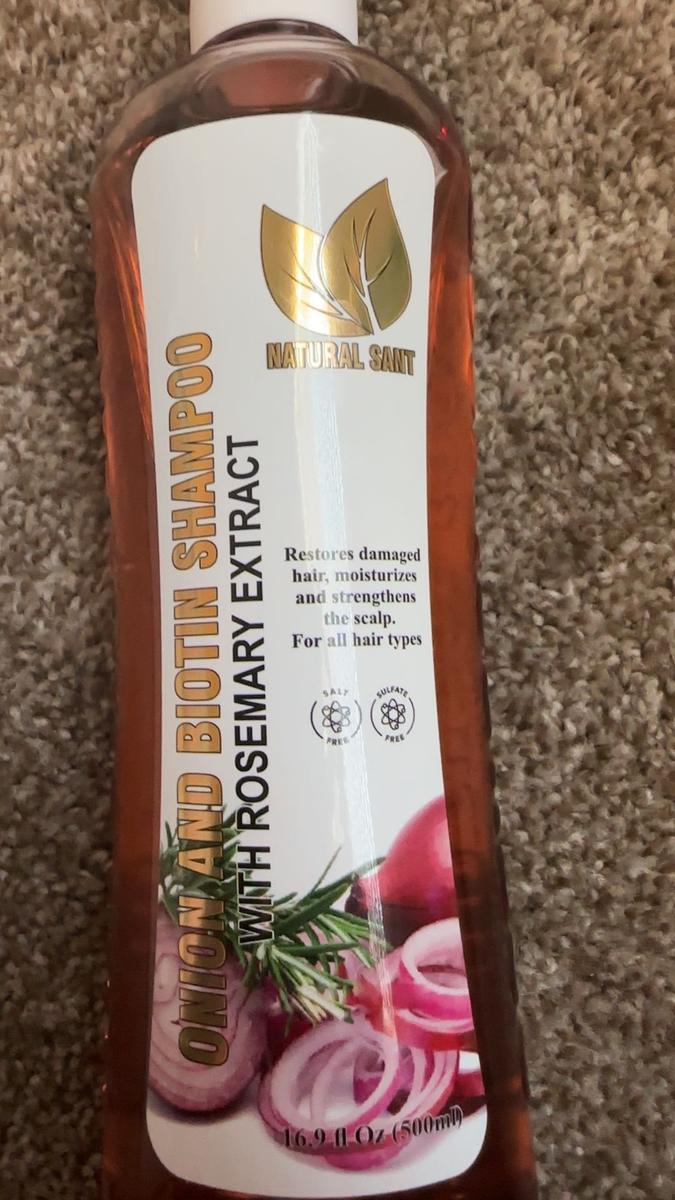 NATURAL SANT
ONION AND BIOTIN SHAMPOO
WITH ROSEMARY EXTRACT
Restores damaged
hair, moisturizes
and strengthens
the scalp.
For all hair types
SALT
FREE
SULFATE
FREE
16.9 fl Oz (500ml)